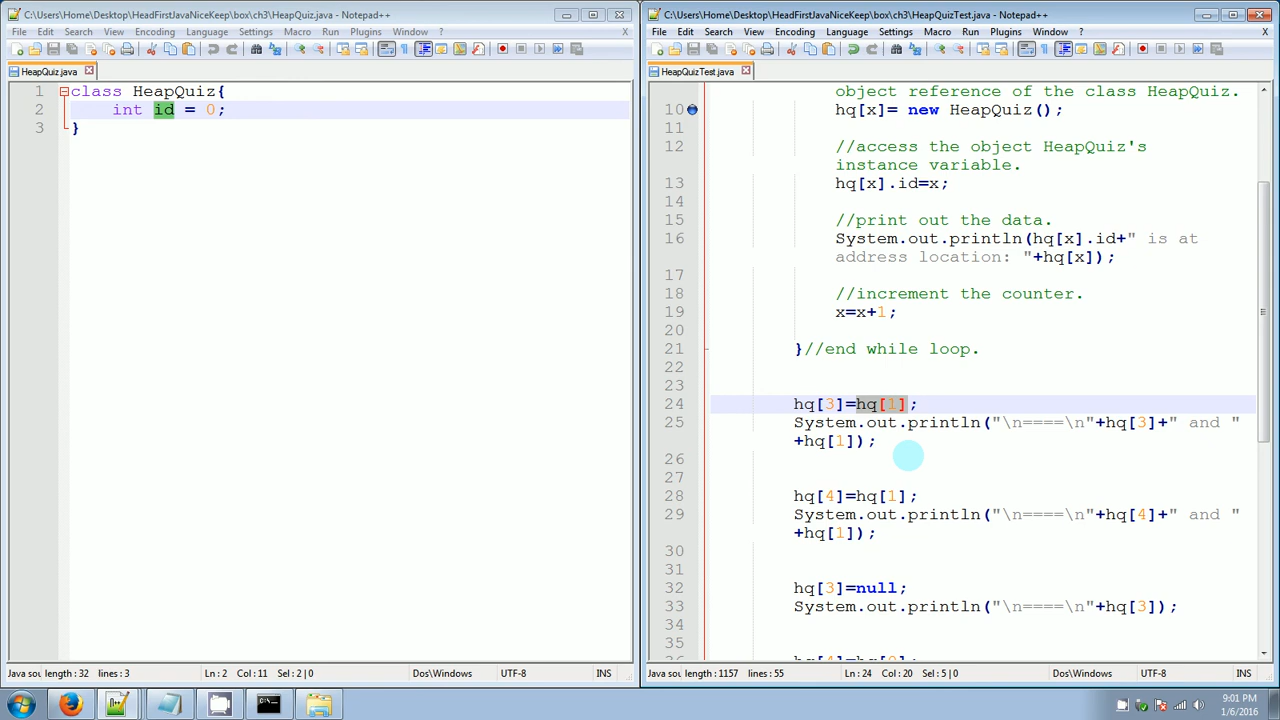 C:\Users\Home\Desktop\HeadFirstJavaNiceKeep\box\ch3\HeapQuiz.java - Notepad++
File Edit Search View Encoding Language Settings Macro Run Plugins Window ? X
HeapQuiz.java
1 class HeapQuiz{
2 int id = 0;
3 }
Java sou length : 32 lines : 3 Ln : 2 Col : 11 Sel : 2 | 0 Dos\Windows UTF-8 INS
C:\Users\Home\Desktop\HeadFirstJavaNiceKeep\box\ch3\HeapQuizTest.java - Notepad++
File Edit Search View Encoding Language Settings Macro Run Plugins Window ? X
HeapQuizTest.java
object reference of the class HeapQuiz.
10 hq[x]= new HeapQuiz();
11
12 //access the object HeapQuiz's
instance variable.
13 hq[x].id=x;
14
15 //print out the data.
16 System.out.println(hq[x].id+" is at
address location: "+hq[x]);
17
18 //increment the counter.
19 x=x+1;
20
21 }//end while loop.
22
23
24 hq[3]=hq[1];
25 System.out.println("\n====\n"+hq[3]+" and "
+hq[1]);
26
27
28 hq[4]=hq[1];
29 System.out.println("\n====\n"+hq[4]+" and "
+hq[1]);
30
31
32 hq[3]=null;
33 System.out.println("\n====\n"+hq[3]);
34
35
36 hq[4]=hq[0];
Java sou length : 1157 lines : 55 Ln : 24 Col : 20 Sel : 5 | 0 Dos\Windows UTF-8 INS
9:01 PM
1/6/2016